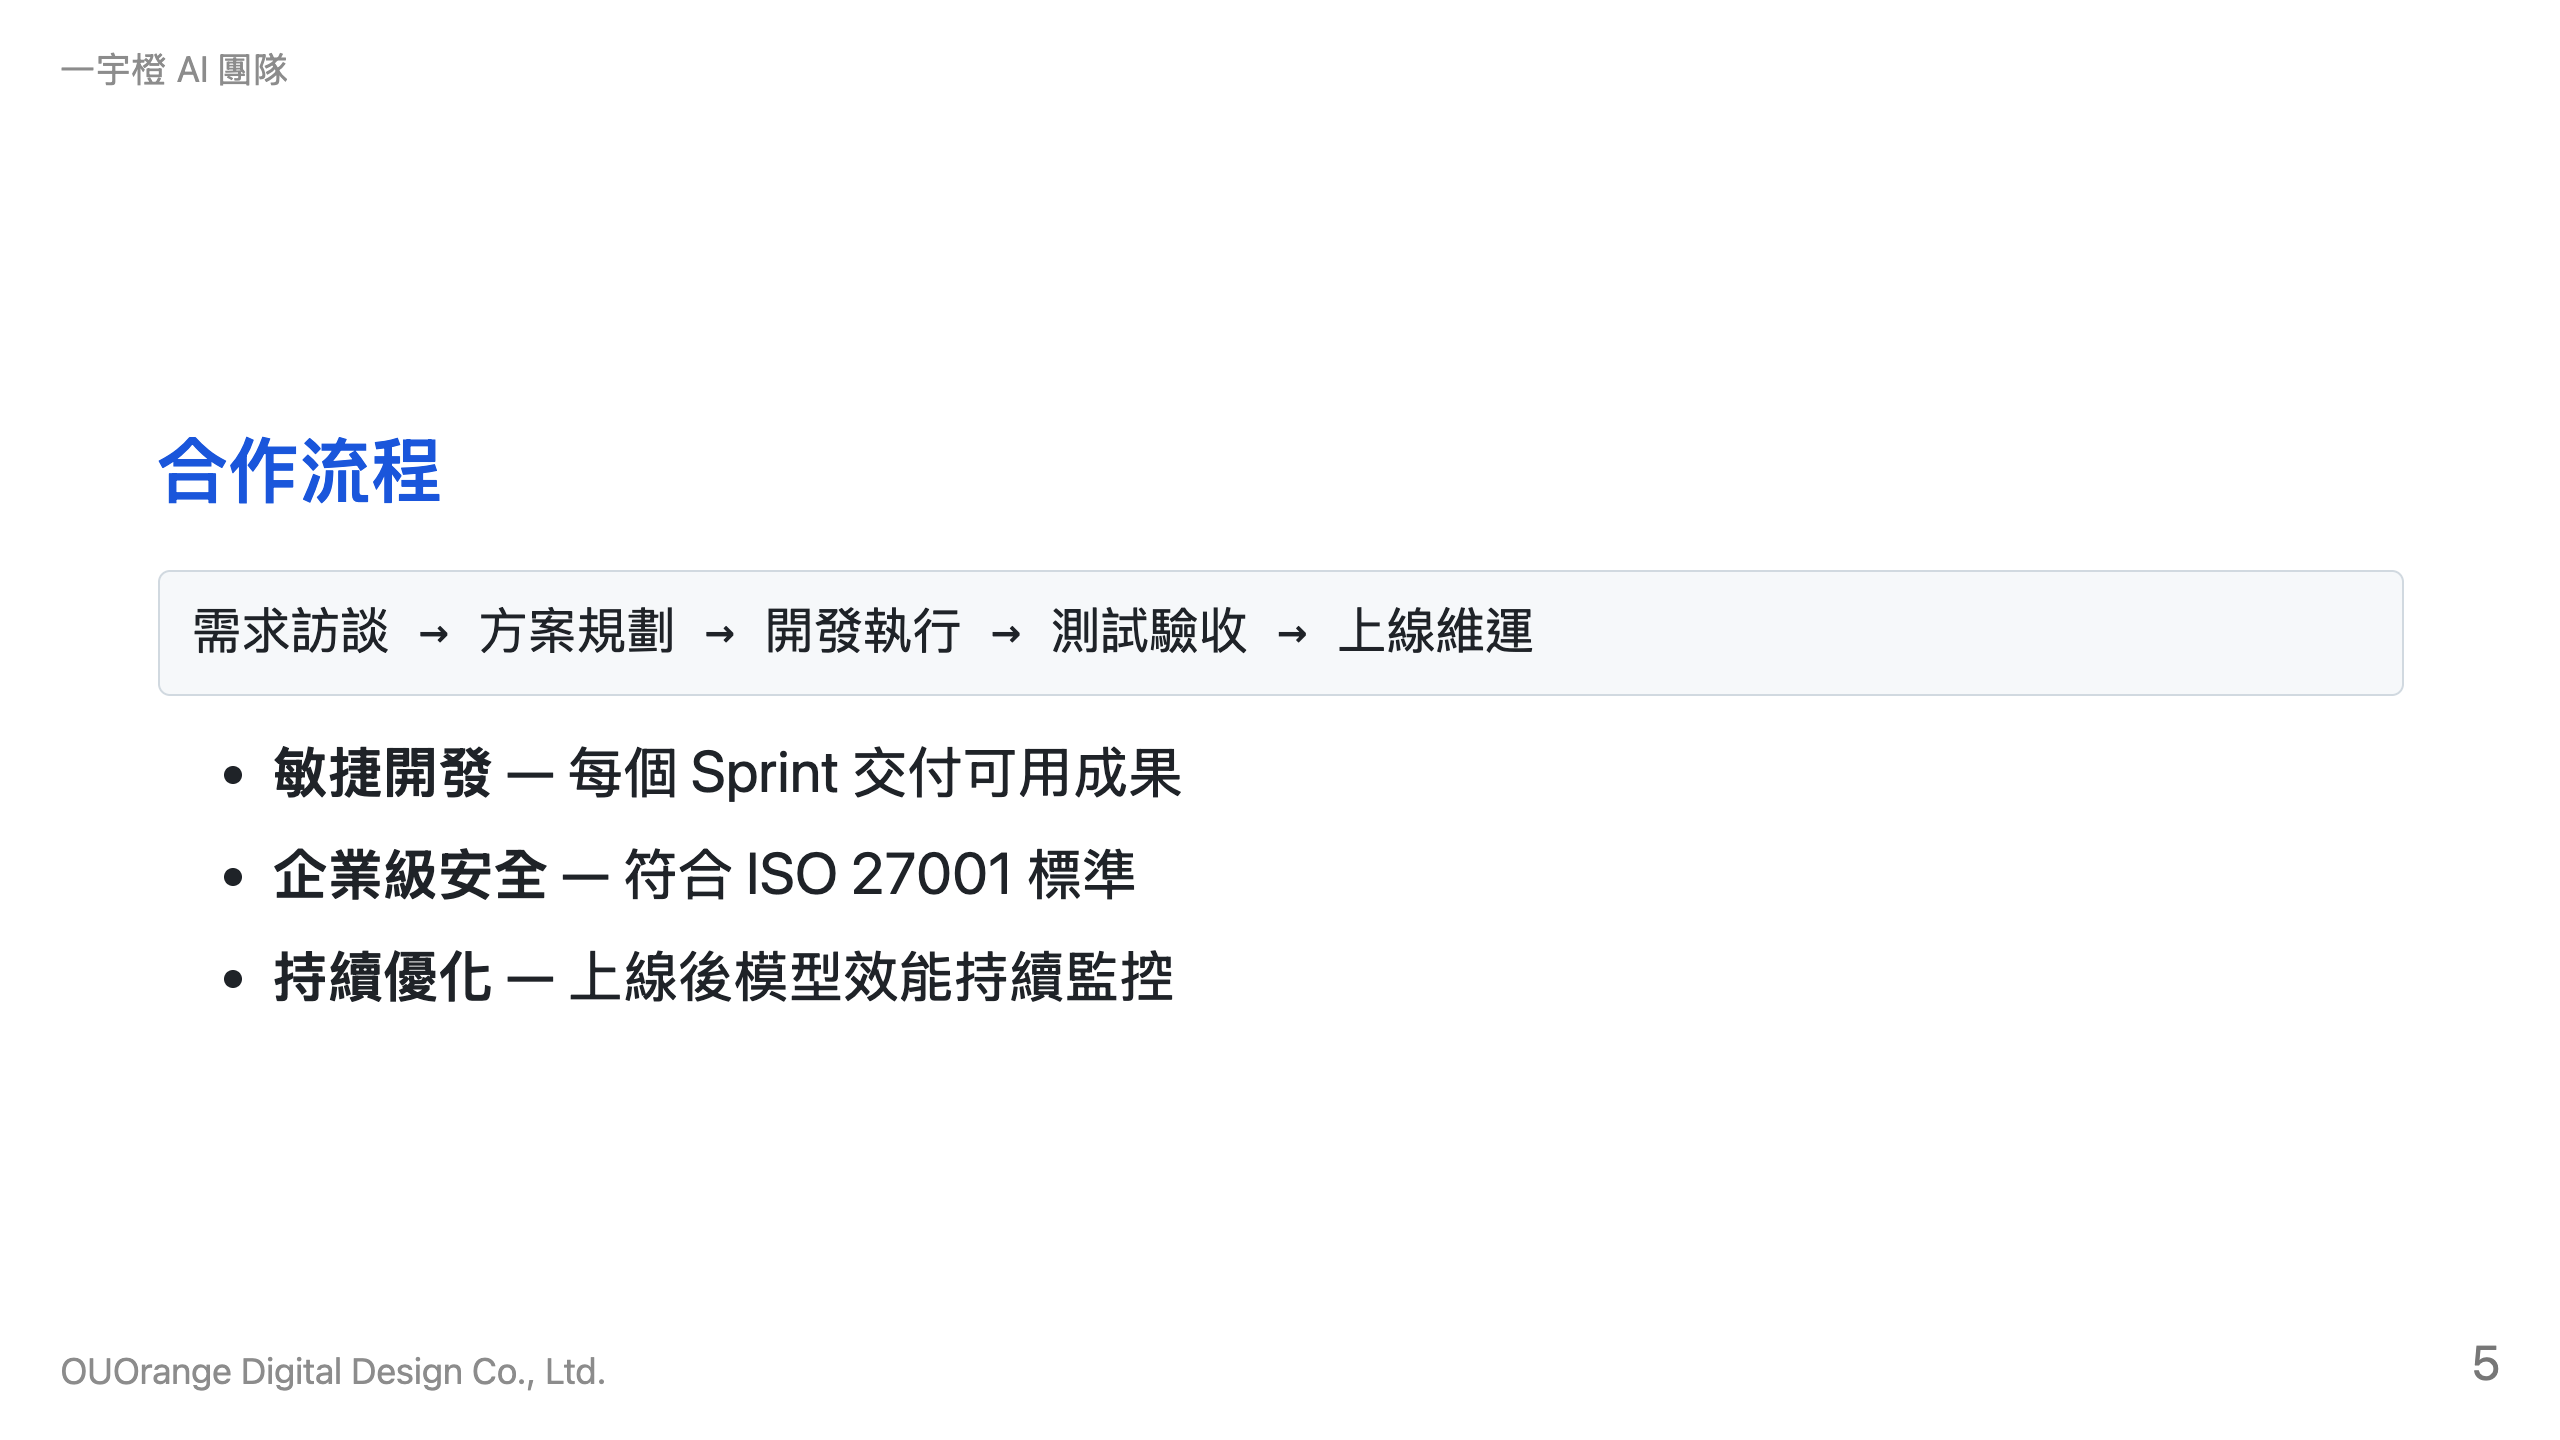 一宇橙 AI 團隊
合作流程
需求訪談 → 方案規劃 → 開發執行 → 測試驗收 → 上線維運
• 敏捷開發 — 每個 Sprint 交付可用成果
• 企業級安全 — 符合 ISO 27001 標準
• 持續優化 — 上線後模型效能持續監控
OUOrange Digital Design Co., Ltd.
5